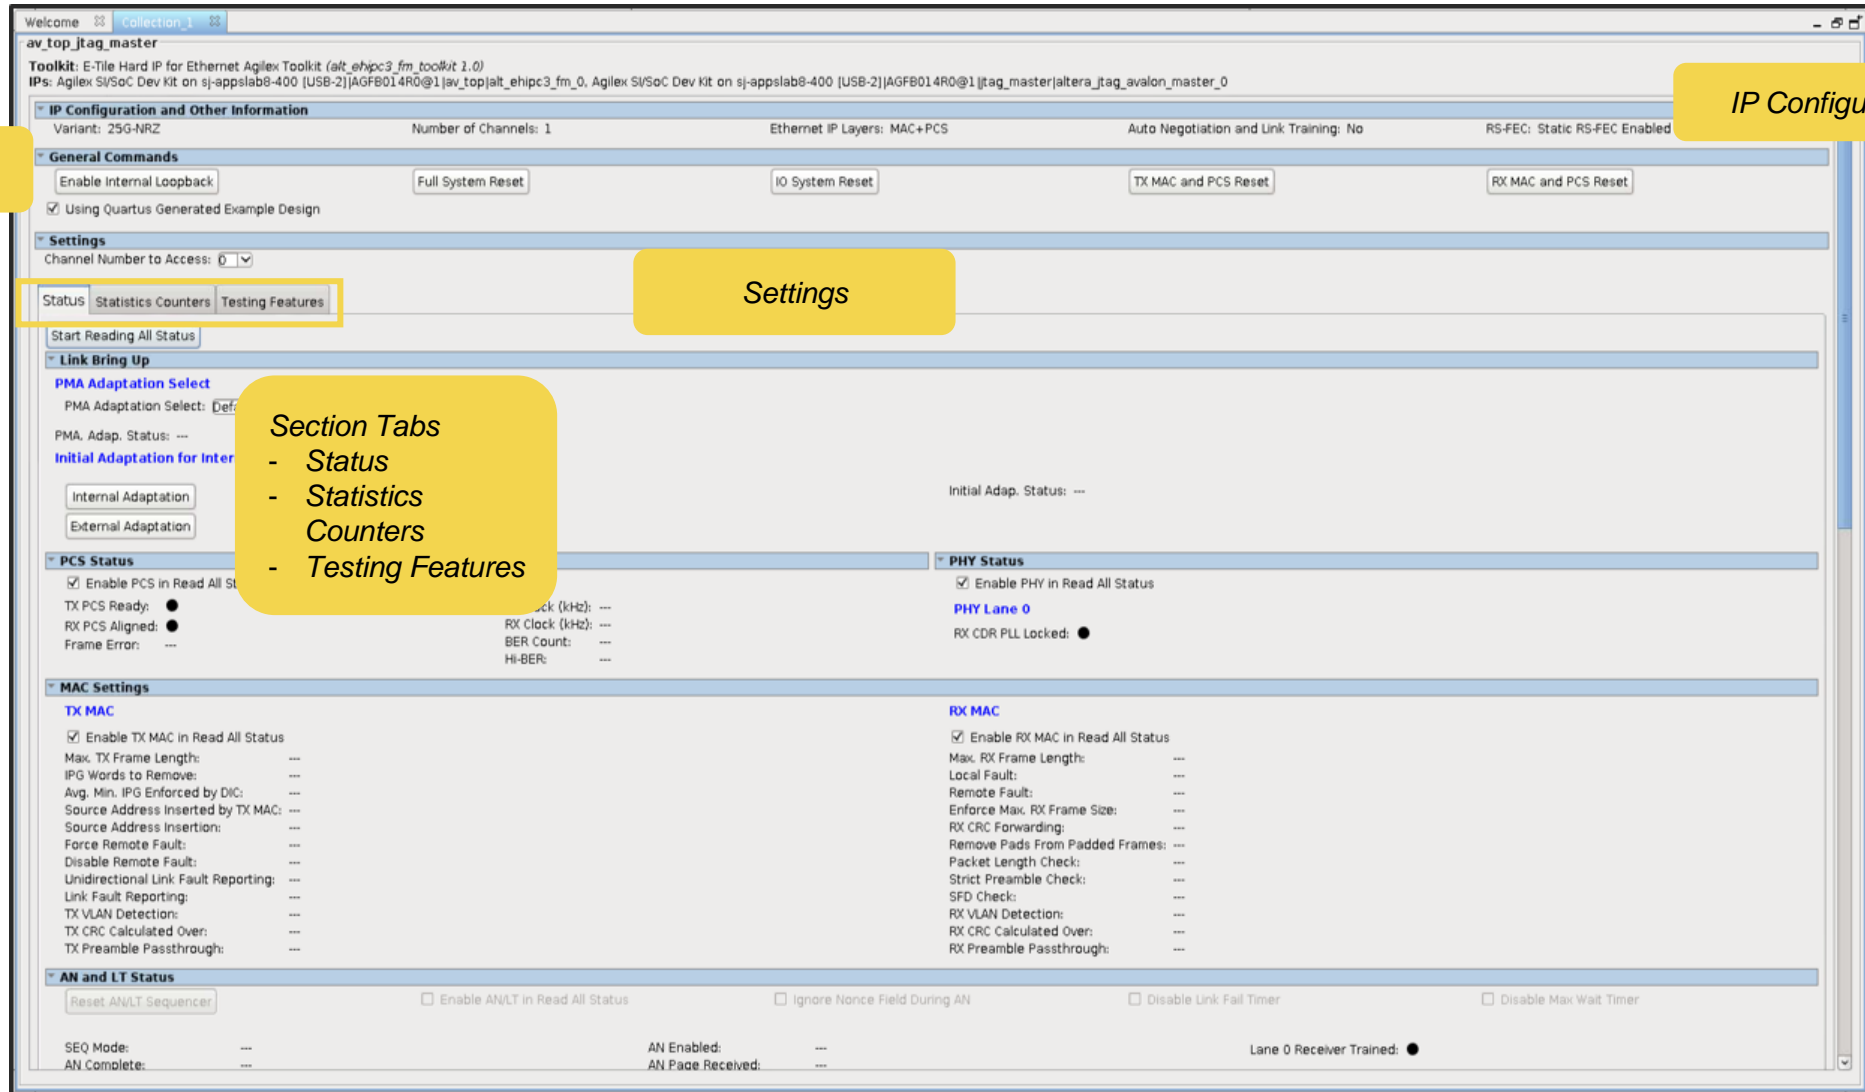 Welcome Collection_1
av_top_jtag_master
Toolkit: E-Tile Hard IP for Ethernet Agilex Toolkit (alt_ehipc3_fm_toolkit 1.0)
IPs: Agilex SI/SoC Dev Kit on sj-appslab8-400 [USB-2]|AGFB014R0@1|av_top|alt_ehipc3_fm_0, Agilex SI/SoC Dev Kit on sj-appslab8-400 [USB-2]|AGFB014R0@1|jtag_master|altera_jtag_avalon_master_0
IP Configu
IP Configuration and Other Information
Variant: 25G-NRZ Number of Channels: 1 Ethernet IP Layers: MAC+PCS Auto Negotiation and Link Training: No RS-FEC: Static RS-FEC Enabled
General Commands
Enable Internal Loopback Full System Reset IO System Reset TX MAC and PCS Reset RX MAC and PCS Reset
Using Quartus Generated Example Design
Settings
Channel Number to Access: 0
Settings
Status Statistics Counters Testing Features
Start Reading All Status
Link Bring Up
PMA Adaptation Select
PMA Adaptation Select:
PMA. Adap. Status: ---
Initial Adaptation for
Section Tabs
- Status
- Statistics
Counters
- Testing Features
Internal Adaptation Initial Adap. Status: ---
External Adaptation
PCS Status PHY Status
Enable PCS in Read All Enable PHY in Read All Status
TX PCS Ready: (kHz): --- PHY Lane 0
RX PCS Aligned: RX Clock (kHz): --- RX CDR PLL Locked:
Frame Error: --- BER Count: ---
Hi-BER: ---
MAC Settings
TX MAC RX MAC
Enable TX MAC in Read All Status Enable RX MAC in Read All Status
Max. TX Frame Length: --- Max. RX Frame Length: ---
IPG Words to Remove: --- Local Fault: ---
Avg. Min. IPG Enforced by DIC: --- Remote Fault: ---
Source Address Inserted by TX MAC: --- Enforce Max. RX Frame Size: ---
Source Address Insertion: --- RX CRC Forwarding: ---
Force Remote Fault: --- Remove Pads From Padded Frames: ---
Disable Remote Fault: --- Packet Length Check: ---
Unidirectional Link Fault Reporting: --- Strict Preamble Check: ---
Link Fault Reporting: --- SFD Check: ---
TX VLAN Detection: --- RX VLAN Detection: ---
TX CRC Calculated Over: --- RX CRC Calculated Over: ---
TX Preamble Passthrough: --- RX Preamble Passthrough: ---
AN and LT Status
Reset AN/LT Sequencer Enable AN/LT in Read All Status Ignore Nonce Field During AN Disable Link Fail Timer Disable Max Wait Timer
SEQ Mode: --- AN Enabled: --- Lane 0 Receiver Trained:
AN Complete: --- AN Page Received: ---